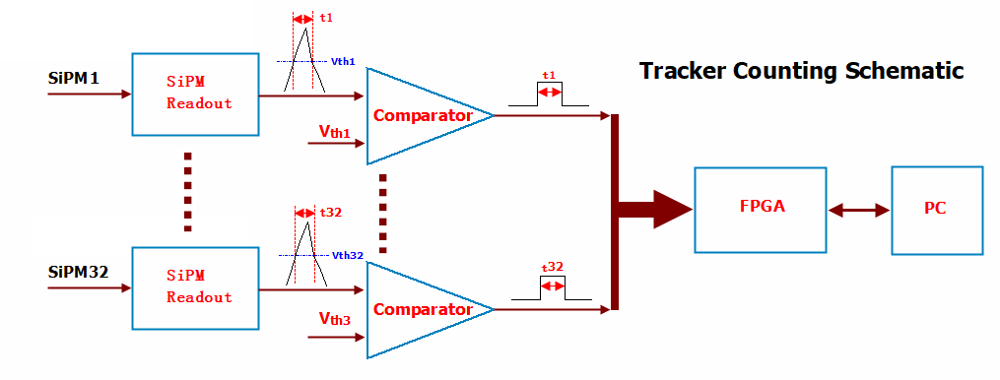 t1
Vth1
SiPM1
SiPM
Readout
Vth1
Comparator
t1
Tracker Counting Schematic
FPGA
PC
t32
Vth32
SiPM32
SiPM
Readout
Vth3
Comparator
t32